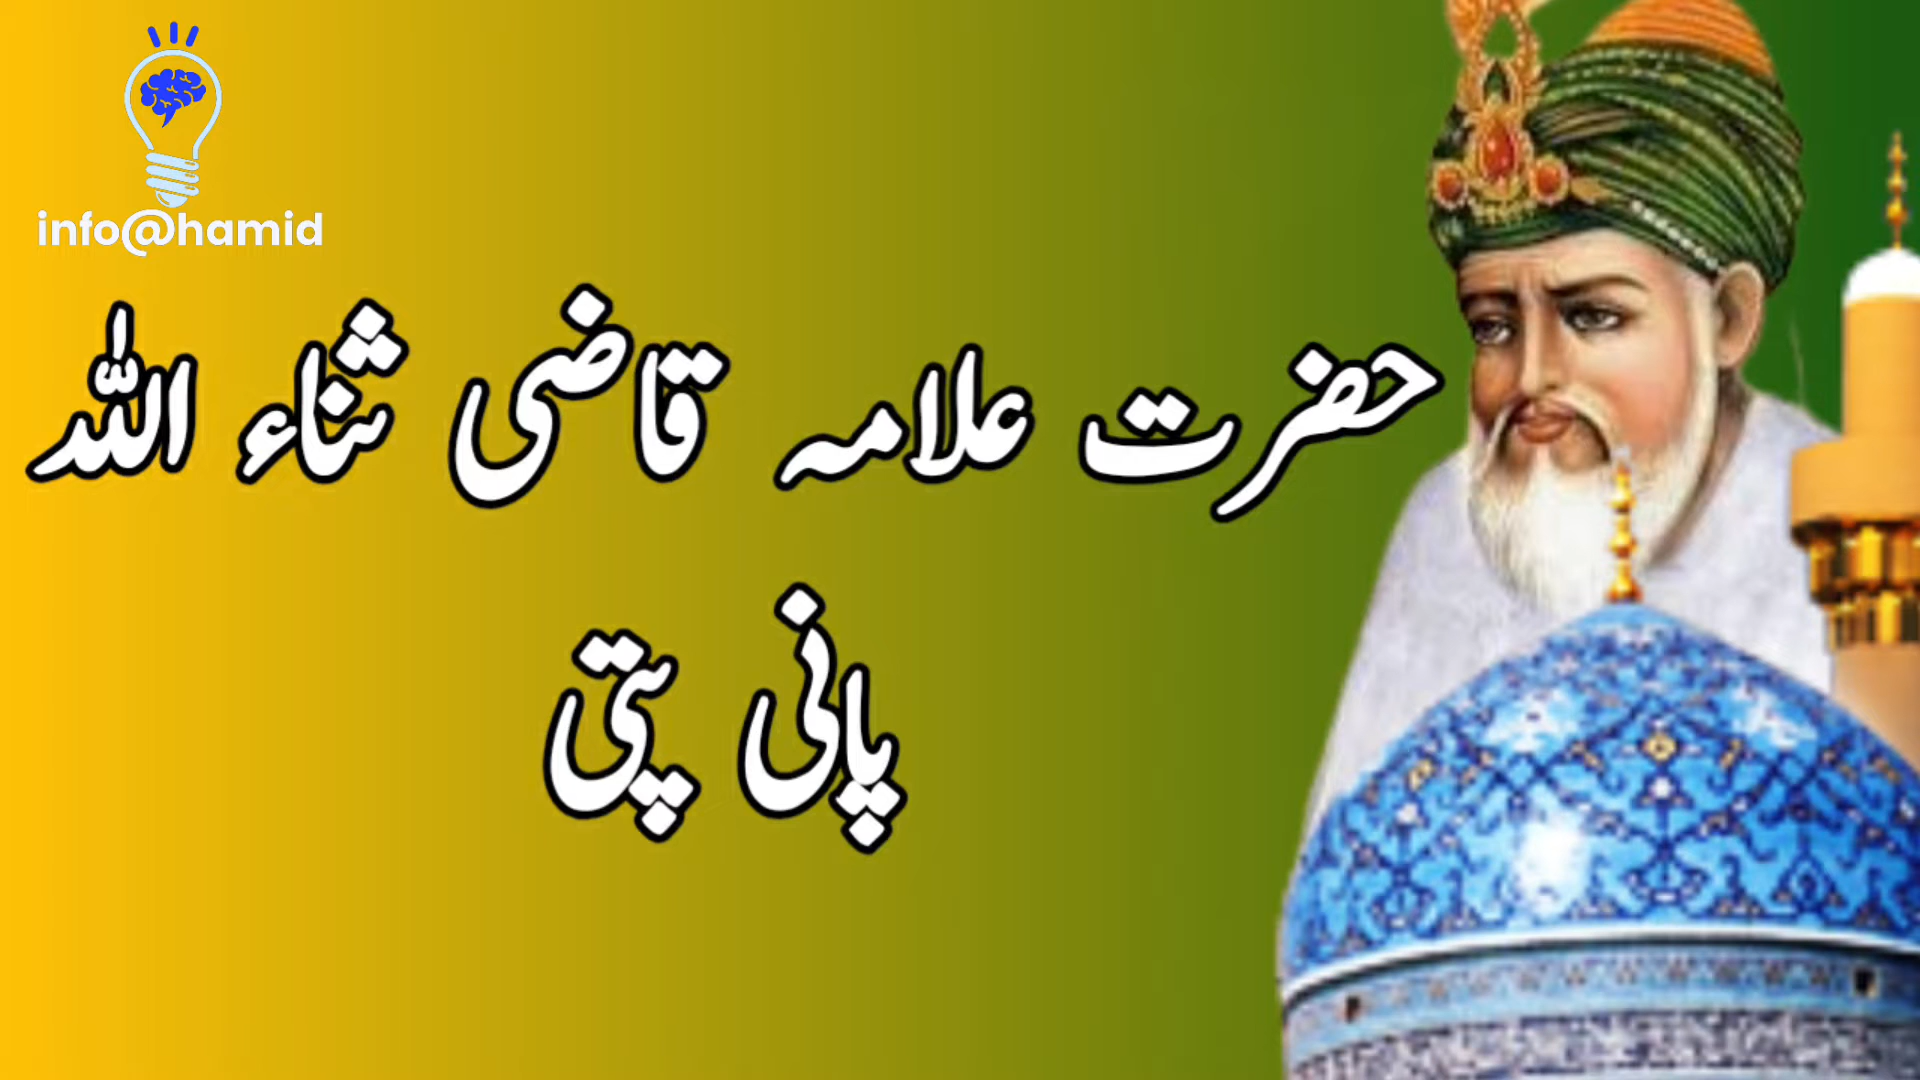 info@hamid
حضرت علامہ قاضی ثناء اللہ
پانی پتی